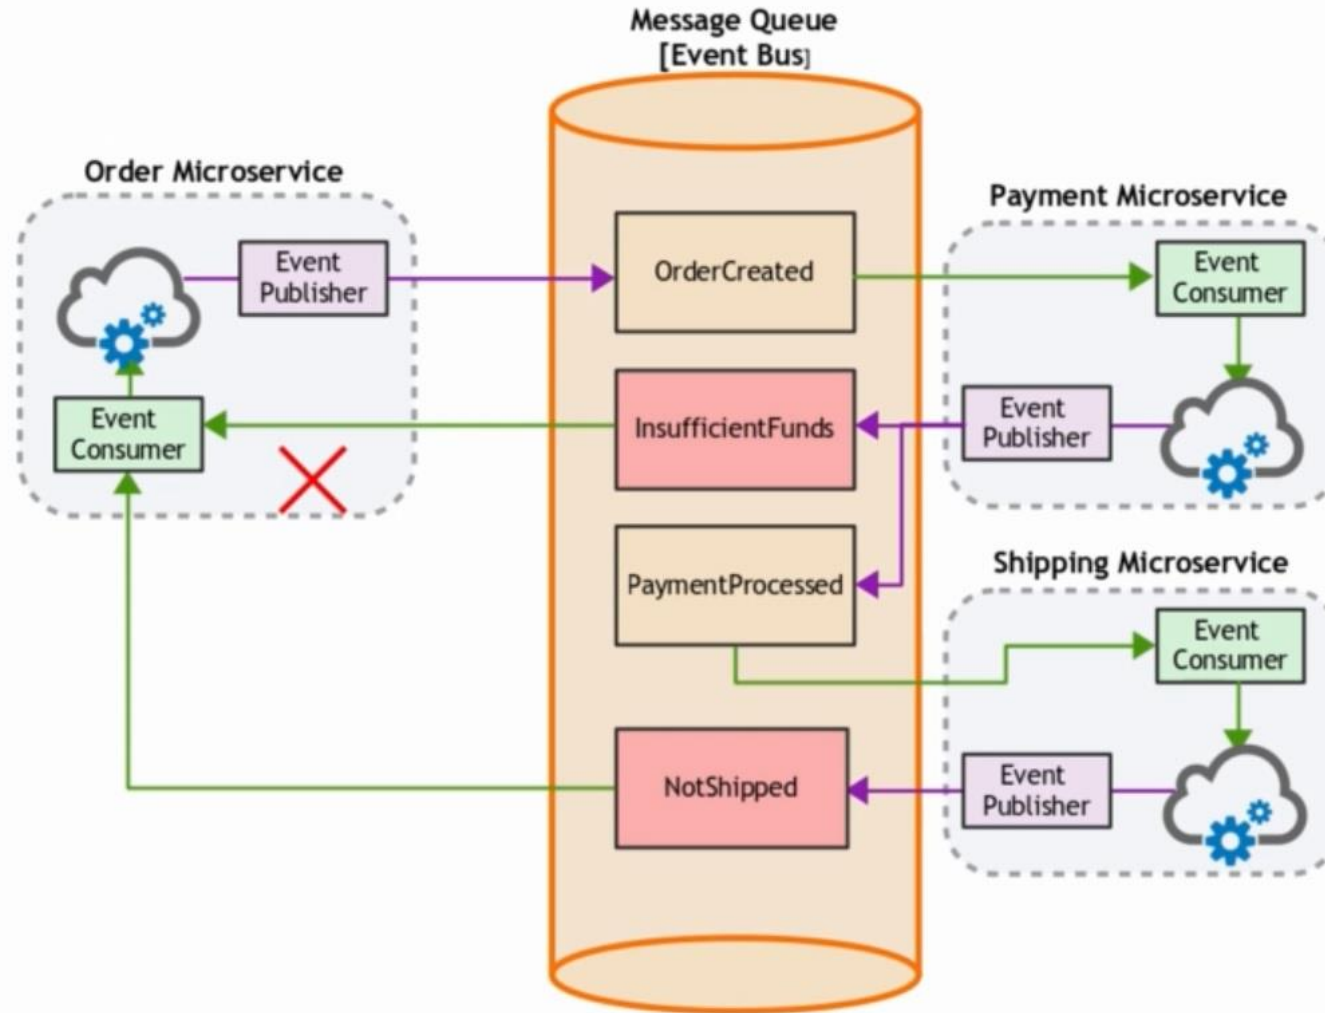 Message Queue
[Event Bus]
Order Microservice
Event
Publisher
Event
Consumer
OrderCreated
InsufficientFunds
PaymentProcessed
NotShipped
Payment Microservice
Event
Consumer
Event
Publisher
Shipping Microservice
Event
Consumer
Event
Publisher